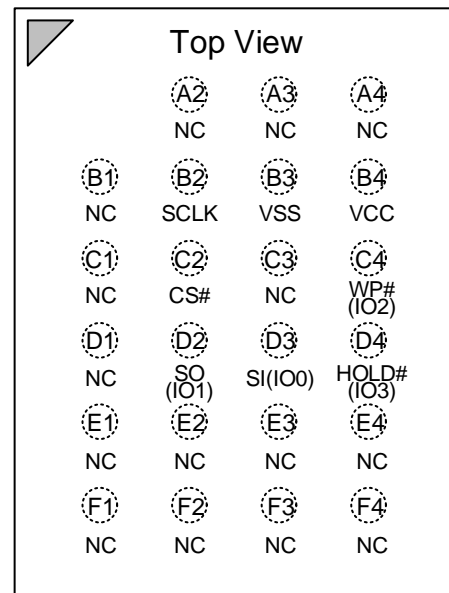 Top View
A2 A3 A4
NC NC NC
B1 B2 B3 B4
NC SCLK VSS VCC
C1 C2 C3 C4
NC CS# NC WP#
(IO2)
D1 D2 D3 D4
NC SO SI(IO0) HOLD#
(IO1) (IO3)
E1 E2 E3 E4
NC NC NC NC
F1 F2 F3 F4
NC NC NC NC